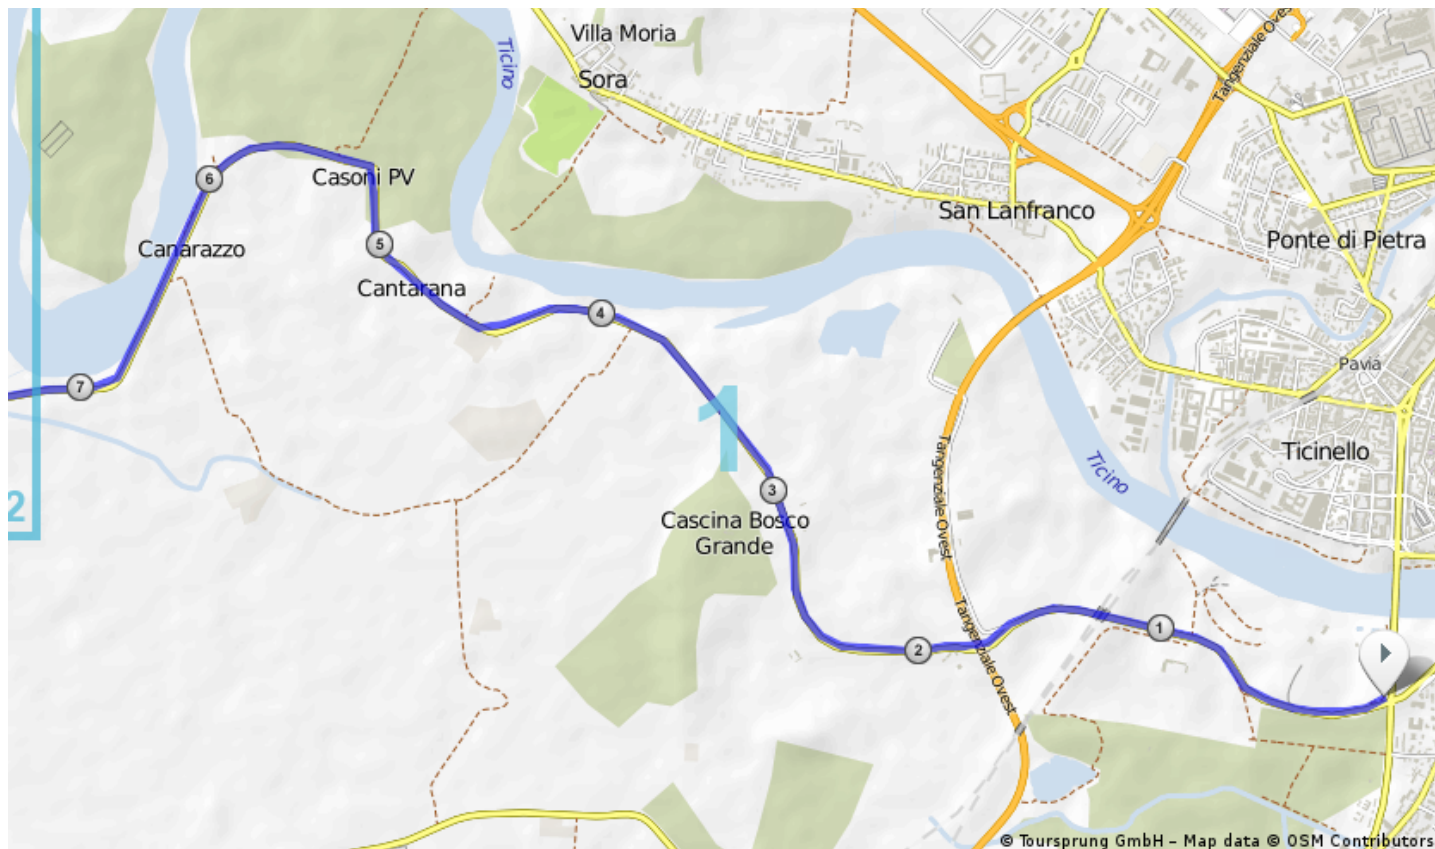 Villa Moria
Ticino
Sora
Tangenziale Oves
6
Casoni PV
San Lanfranco
Ponte di Pietra
5
Canarazzo
Cantarana
4
Pavia
7
1
Ticinello
Tangenziale Ovest
Ticino
3
2
Cascina Bosco
Grande
Tangenziale Ovest
1
2
© Toursprung GmbH – Map data © OSM Contributors